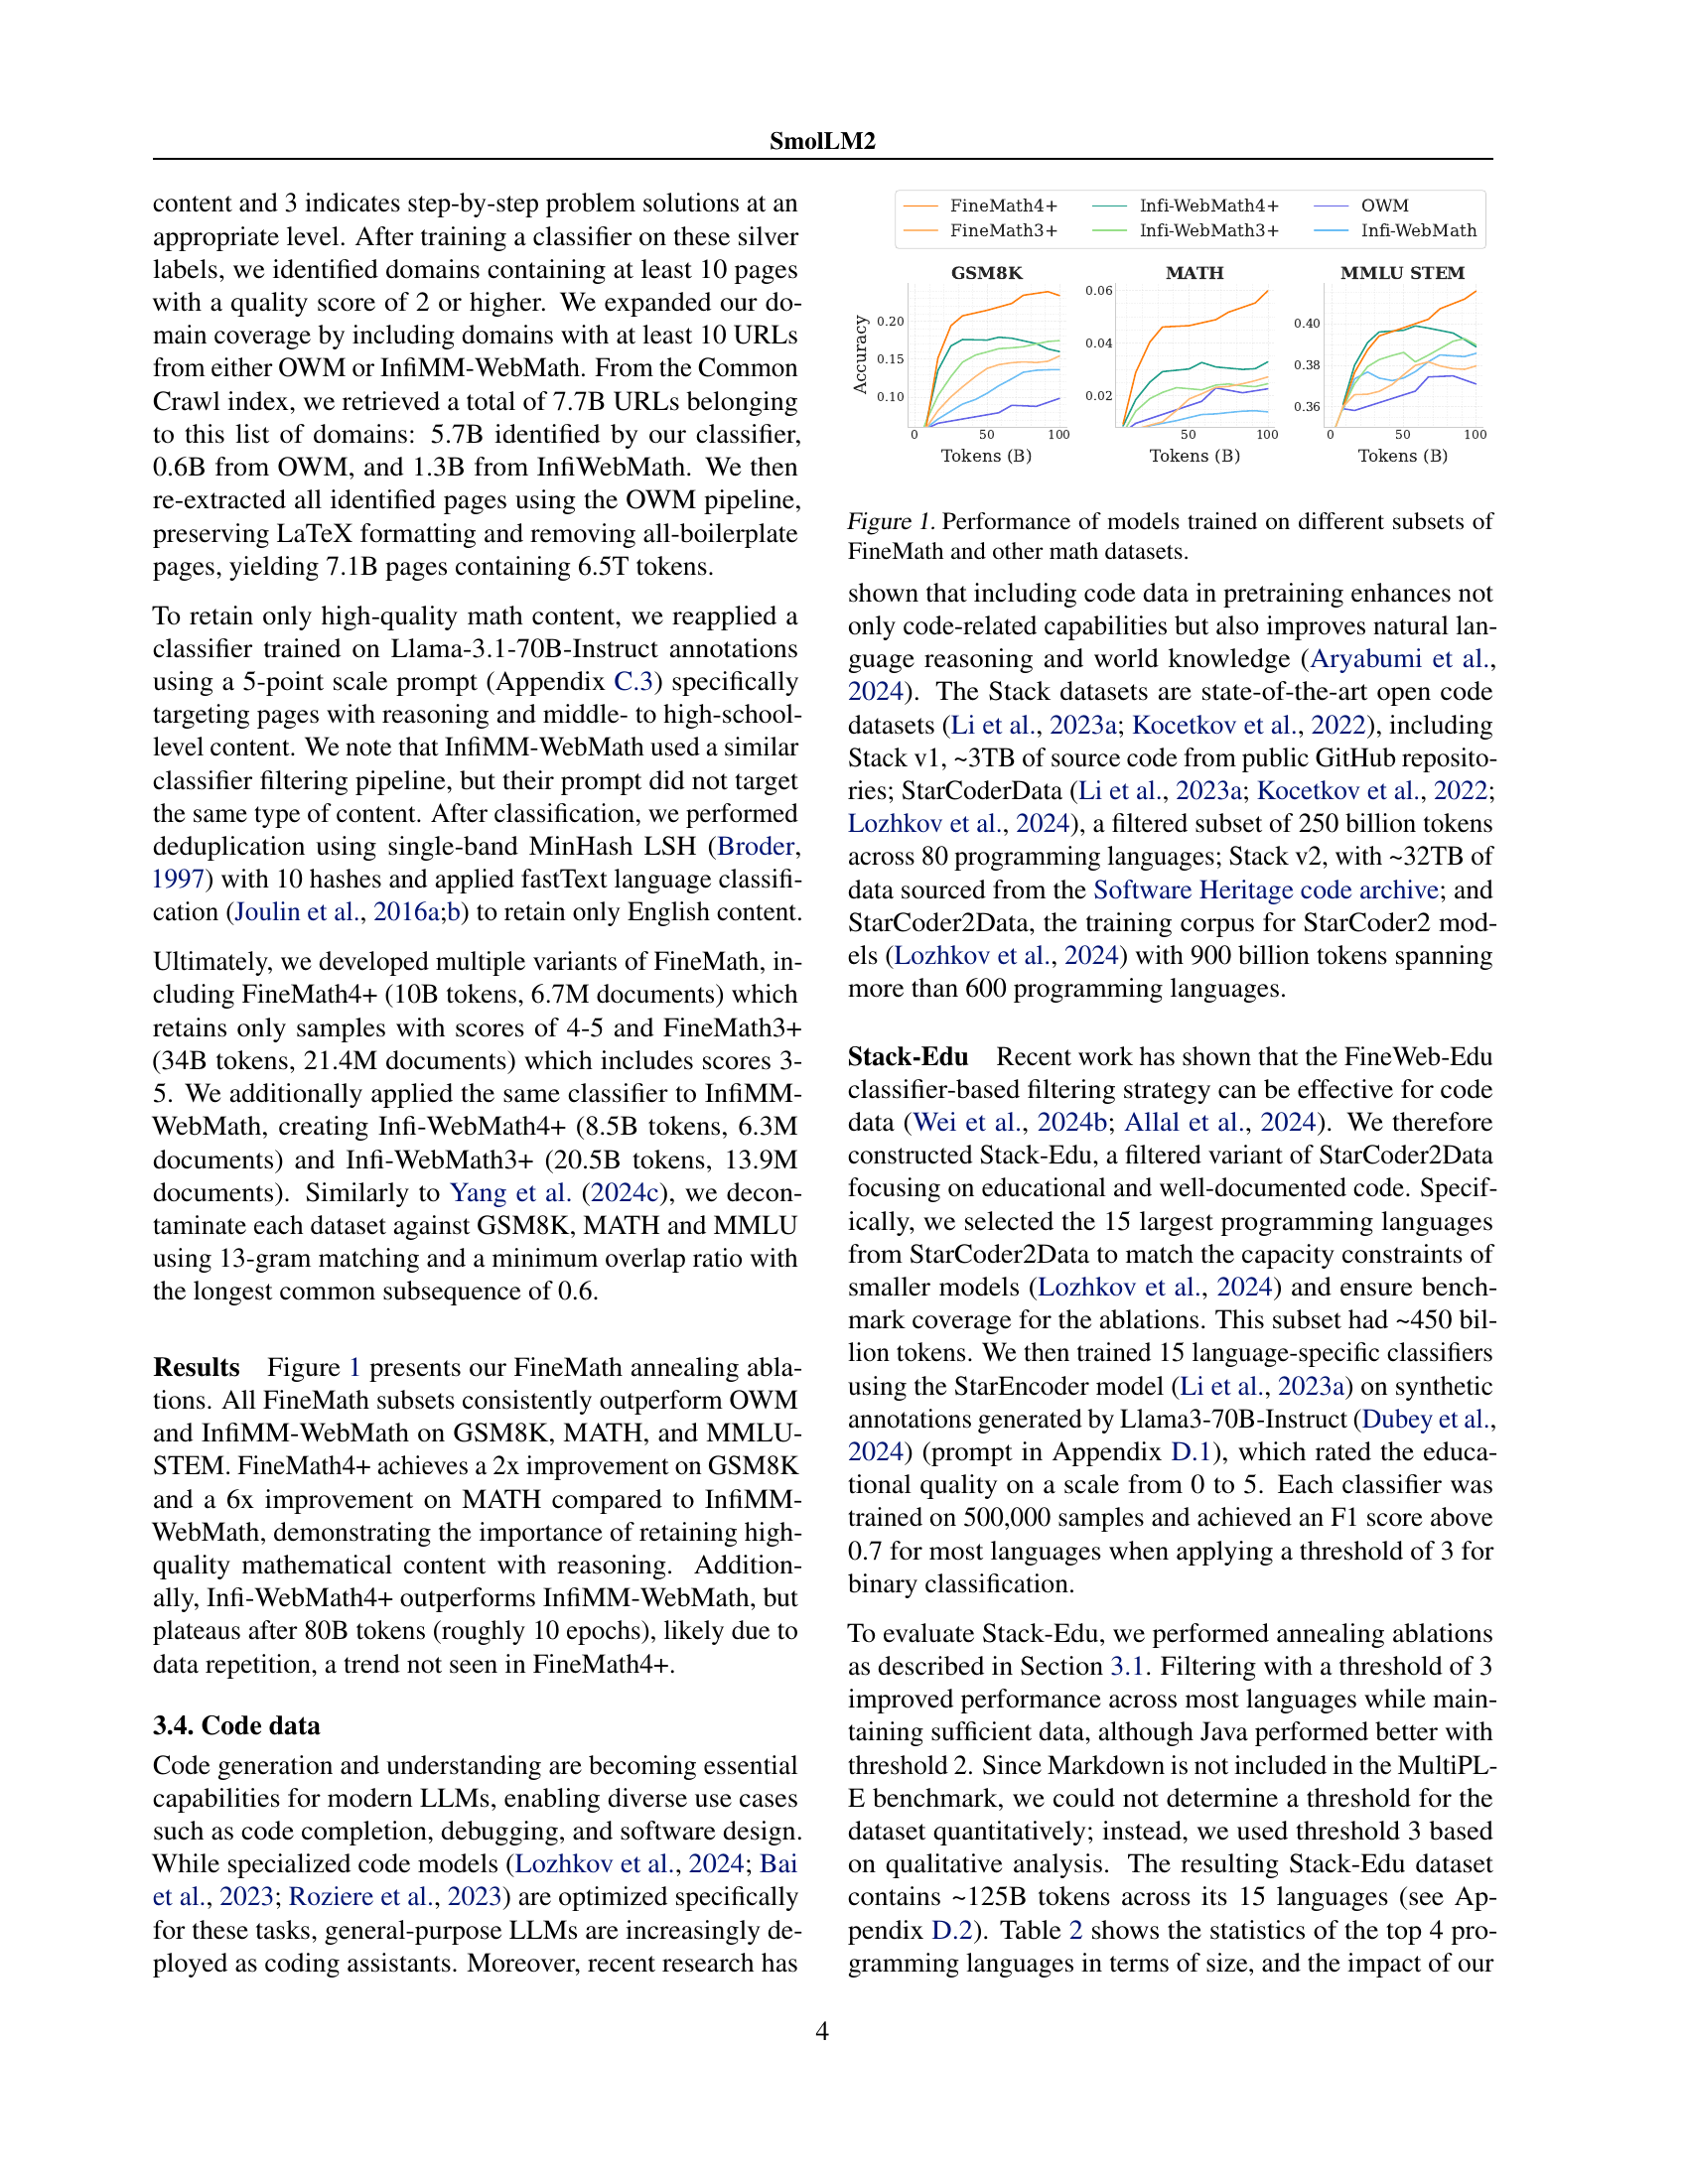 SmolLM2
content and 3 indicates step-by-step problem solutions at an
appropriate level. After training a classifier on these silver
labels, we identified domains containing at least 10 pages
with a quality score of 2 or higher. We expanded our do-
main coverage by including domains with at least 10 URLs
from either OWM or InfiMM-WebMath. From the Common
Crawl index, we retrieved a total of 7.7B URLs belonging
to this list of domains: 5.7B identified by our classifier,
0.6B from OWM, and 1.3B from InfiWebMath. We then
re-extracted all identified pages using the OWM pipeline,
preserving LaTeX formatting and removing all-boilerplate
pages, yielding 7.1B pages containing 6.5T tokens.
To retain only high-quality math content, we reapplied a
classifier trained on Llama-3.1-70B-Instruct annotations
using a 5-point scale prompt (Appendix C.3) specifically
targeting pages with reasoning and middle- to high-school-
level content. We note that InfiMM-WebMath used a similar
classifier filtering pipeline, but their prompt did not target
the same type of content. After classification, we performed
deduplication using single-band MinHash LSH (Broder,
1997) with 10 hashes and applied fastText language classifi-
cation (Joulin et al., 2016a;b) to retain only English content.
Ultimately, we developed multiple variants of FineMath, in-
cluding FineMath4+ (10B tokens, 6.7M documents) which
retains only samples with scores of 4-5 and FineMath3+
(34B tokens, 21.4M documents) which includes scores 3-
5. We additionally applied the same classifier to InfiMM-
WebMath, creating Infi-WebMath4+ (8.5B tokens, 6.3M
documents) and Infi-WebMath3+ (20.5B tokens, 13.9M
documents). Similarly to Yang et al. (2024c), we decon-
taminate each dataset against GSM8K, MATH and MMLU
using 13-gram matching and a minimum overlap ratio with
the longest common subsequence of 0.6.
Results Figure 1 presents our FineMath annealing abla-
tions. All FineMath subsets consistently outperform OWM
and InfiMM-WebMath on GSM8K, MATH, and MMLU-
STEM. FineMath4+ achieves a 2x improvement on GSM8K
and a 6x improvement on MATH compared to InfiMM-
WebMath, demonstrating the importance of retaining high-
quality mathematical content with reasoning. Addition-
ally, Infi-WebMath4+ outperforms InfiMM-WebMath, but
plateaus after 80B tokens (roughly 10 epochs), likely due to
data repetition, a trend not seen in FineMath4+.
3.4. Code data
Code generation and understanding are becoming essential
capabilities for modern LLMs, enabling diverse use cases
such as code completion, debugging, and software design.
While specialized code models (Lozhkov et al., 2024; Bai
et al., 2023; Roziere et al., 2023) are optimized specifically
for these tasks, general-purpose LLMs are increasingly de-
ployed as coding assistants. Moreover, recent research has
FineMath4+ Infi-WebMath4+ OWM
FineMath3+ Infi-WebMath3+ Infi-WebMath
GSM8K MATH MMLU STEM
Accuracy
0.20
0.15
0.10
0 50 100
Tokens (B)
0.06
0.04
0.02
50 100
Tokens (B)
0.40
0.38
0.36
0 50 100
Tokens (B)
Figure 1. Performance of models trained on different subsets of
FineMath and other math datasets.
shown that including code data in pretraining enhances not
only code-related capabilities but also improves natural lan-
guage reasoning and world knowledge (Aryabumi et al.,
2024). The Stack datasets are state-of-the-art open code
datasets (Li et al., 2023a; Kocetkov et al., 2022), including
Stack v1, ~3TB of source code from public GitHub reposito-
ries; StarCoderData (Li et al., 2023a; Kocetkov et al., 2022;
Lozhkov et al., 2024), a filtered subset of 250 billion tokens
across 80 programming languages; Stack v2, with ~32TB of
data sourced from the Software Heritage code archive; and
StarCoder2Data, the training corpus for StarCoder2 mod-
els (Lozhkov et al., 2024) with 900 billion tokens spanning
more than 600 programming languages.
Stack-Edu Recent work has shown that the FineWeb-Edu
classifier-based filtering strategy can be effective for code
data (Wei et al., 2024b; Allal et al., 2024). We therefore
constructed Stack-Edu, a filtered variant of StarCoder2Data
focusing on educational and well-documented code. Specif-
ically, we selected the 15 largest programming languages
from StarCoder2Data to match the capacity constraints of
smaller models (Lozhkov et al., 2024) and ensure bench-
mark coverage for the ablations. This subset had ~450 bil-
lion tokens. We then trained 15 language-specific classifiers
using the StarEncoder model (Li et al., 2023a) on synthetic
annotations generated by Llama3-70B-Instruct (Dubey et al.,
2024) (prompt in Appendix D.1), which rated the educa-
tional quality on a scale from 0 to 5. Each classifier was
trained on 500,000 samples and achieved an F1 score above
0.7 for most languages when applying a threshold of 3 for
binary classification.
To evaluate Stack-Edu, we performed annealing ablations
as described in Section 3.1. Filtering with a threshold of 3
improved performance across most languages while main-
taining sufficient data, although Java performed better with
threshold 2. Since Markdown is not included in the MultiPL-
E benchmark, we could not determine a threshold for the
dataset quantitatively; instead, we used threshold 3 based
on qualitative analysis. The resulting Stack-Edu dataset
contains ~125B tokens across its 15 languages (see Ap-
pendix D.2). Table 2 shows the statistics of the top 4 pro-
gramming languages in terms of size, and the impact of our
4